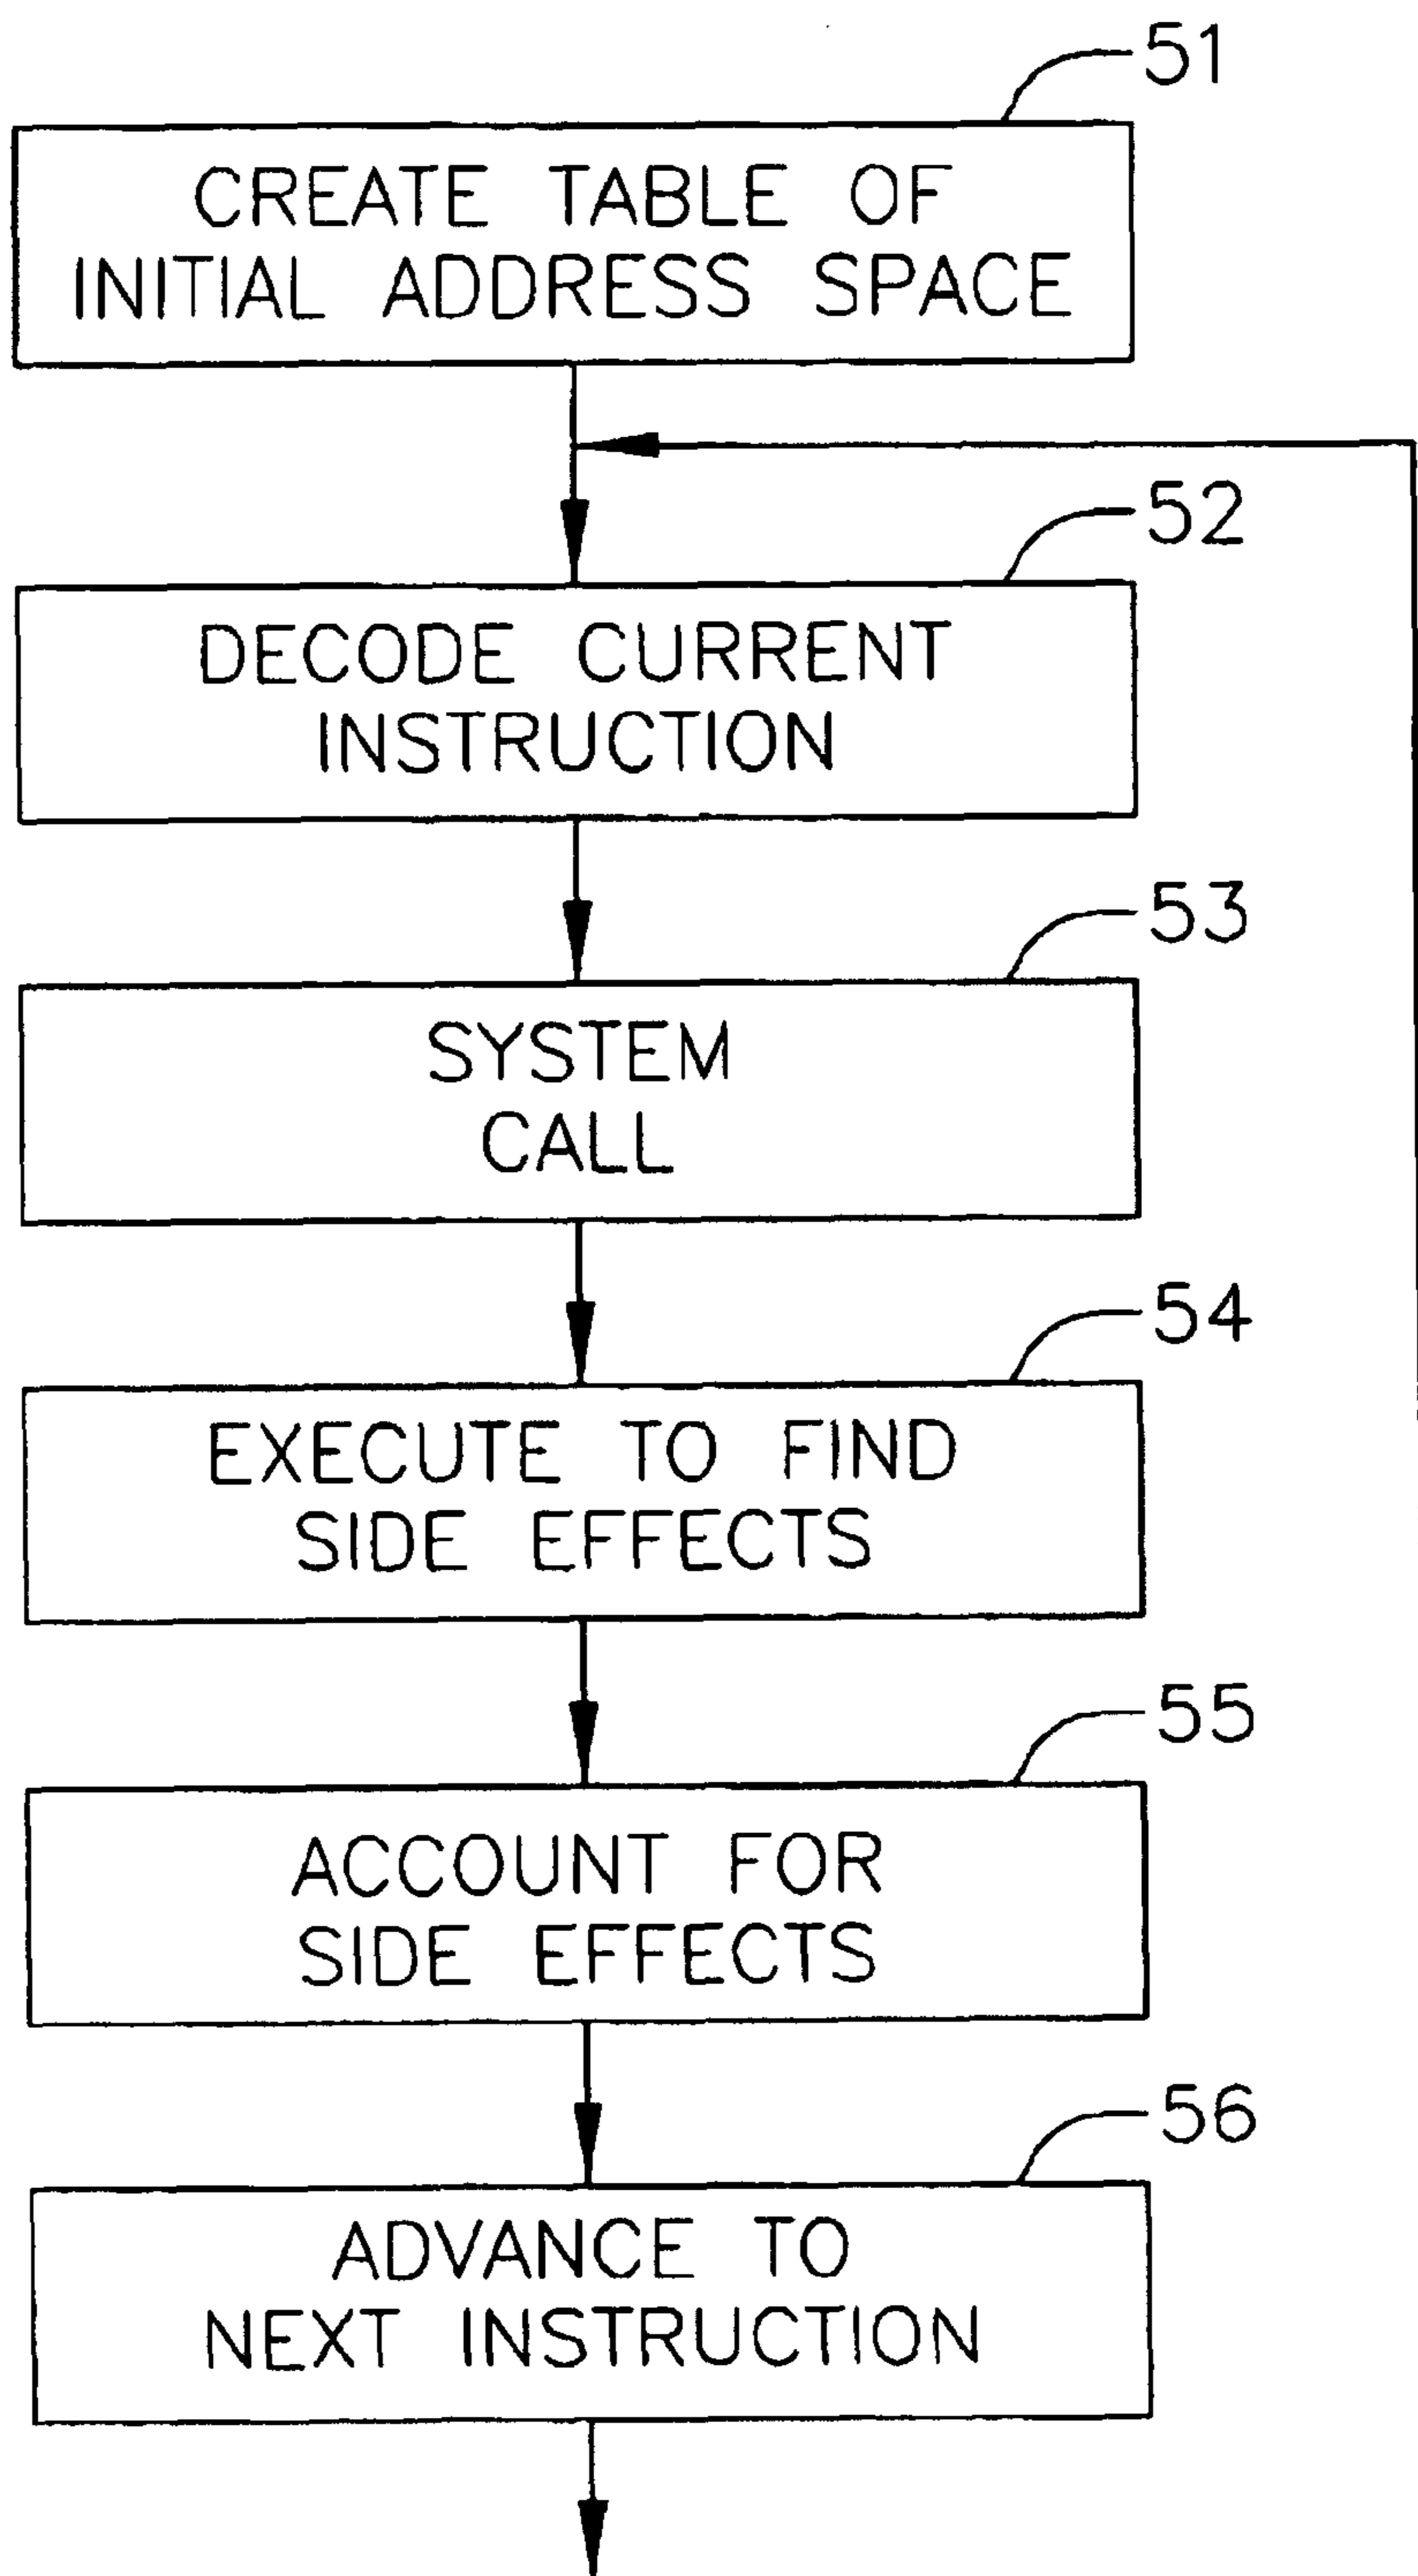 51
CREATE TABLE OF
INITIAL ADDRESS SPACE
52
DECODE CURRENT
INSTRUCTION
53
SYSTEM
CALL
54
EXECUTE TO FIND
SIDE EFFECTS
55
ACCOUNT FOR
SIDE EFFECTS
56
ADVANCE TO
NEXT INSTRUCTION